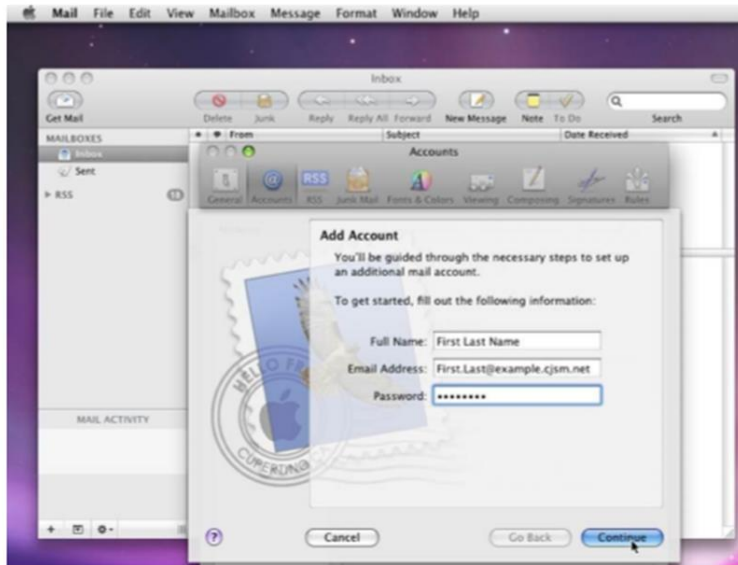 Mail File Edit View Mailbox Message Format Window Help
Inbox
Get Mail Delete Junk Reply Reply All Forward New Message Note To Do Search
MAILBOXES From Subject Date Received
Inbox Accounts
Sent
RSS
General Accounts RSS Junk Mail Fonts & Colors Viewing Composing Signatures Rules
Add Account
You'll be guided through the necessary steps to set up
an additional mail account.
To get started, fill out the following information:
Full Name: First Last Name
Email Address: First.Last@example.cjsm.net
Password: ••••••••
HELLO FR
CUPERTINO
MAIL ACTIVITY
? Cancel Go Back Continue